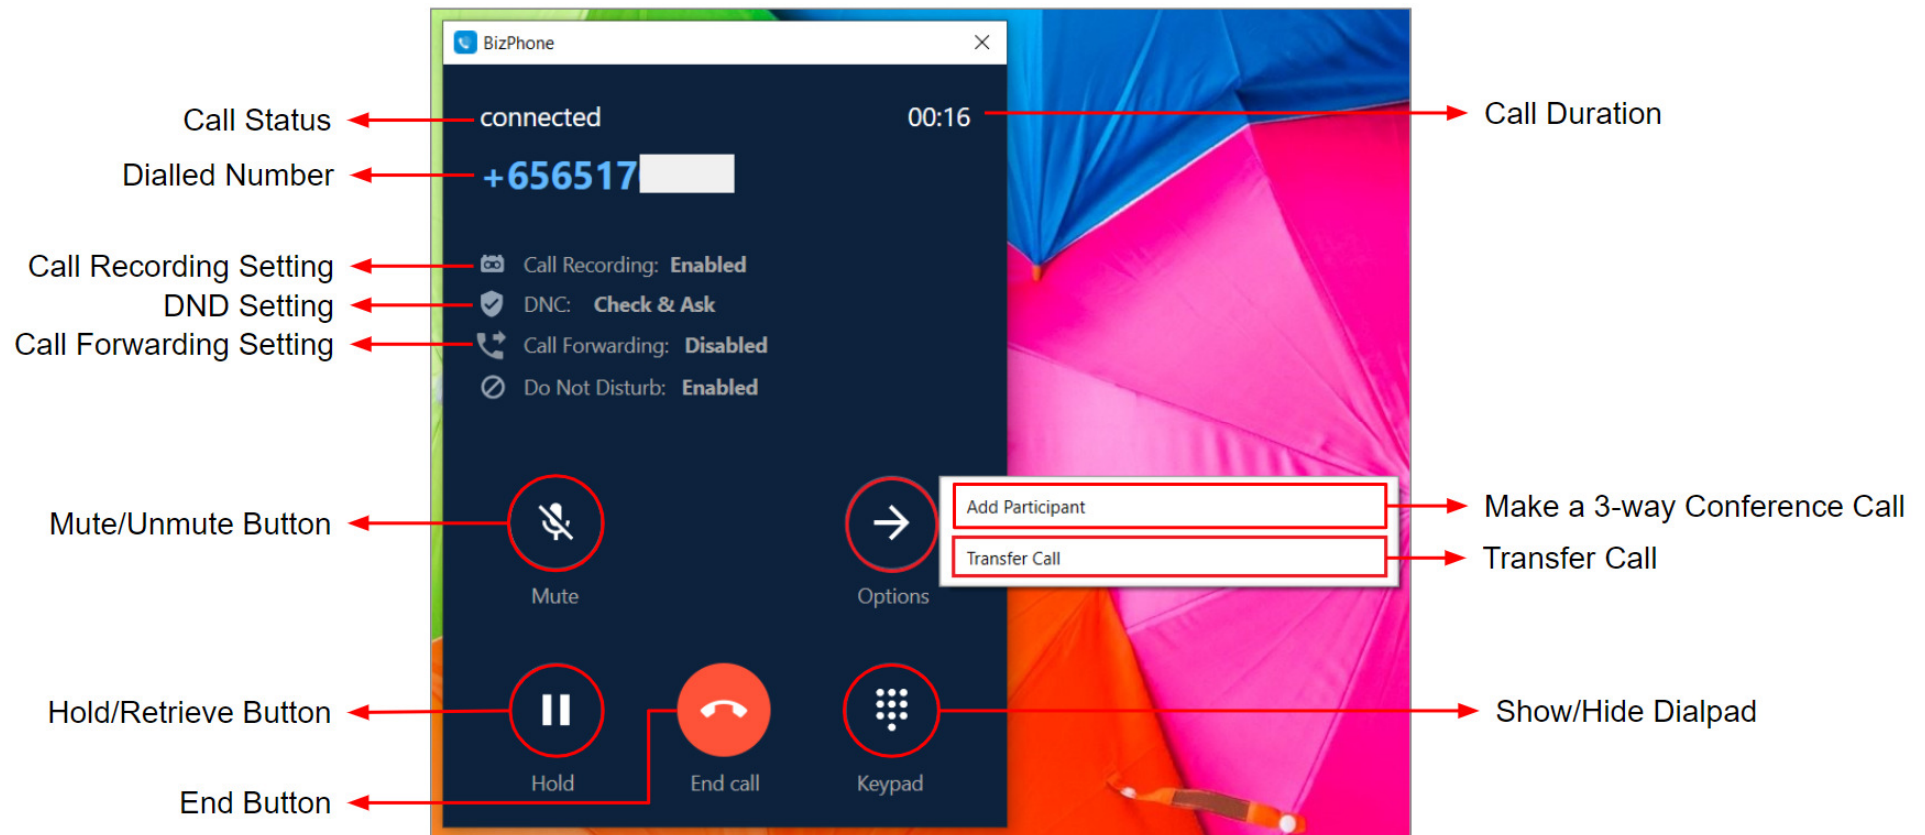 BizPhone
Call Status
connected
00:16
Call Duration
Dialled Number
+656517
Call Recording Setting
Call Recording: Enabled
DND Setting
DNC: Check & Ask
Call Forwarding Setting
Call Forwarding: Disabled
Do Not Disturb: Enabled
Mute/Unmute Button
Mute
Options
Add Participant
Make a 3-way Conference Call
Transfer Call
Transfer Call
Hold/Retrieve Button
Show/Hide Dialpad
Hold
End call
Keypad
End Button